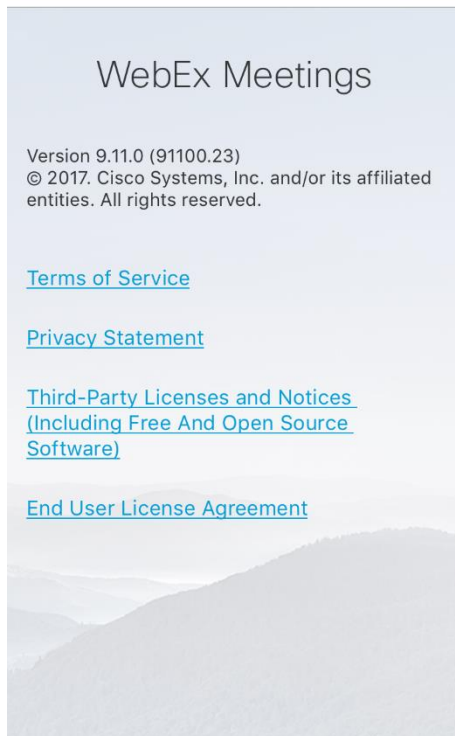 WebEx Meetings
Version 9.11.0 (91100.23)
© 2017. Cisco Systems, Inc. and/or its affiliated
entities. All rights reserved.
Terms of Service
Privacy Statement
Third-Party Licenses and Notices
(Including Free And Open Source
Software)
End User License Agreement